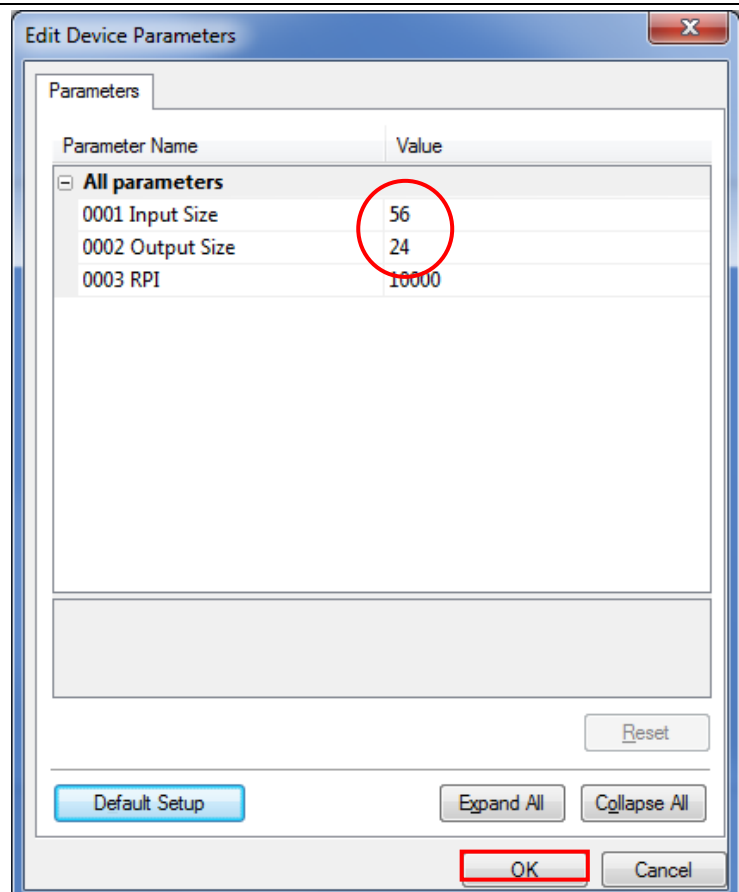 Edit Device Parameters
x
Parameters
Parameter Name Value
All parameters
0001 Input Size 56
0002 Output Size 24
0003 RPI 10000
Reset
Default Setup Expand All Collapse All
OK Cancel